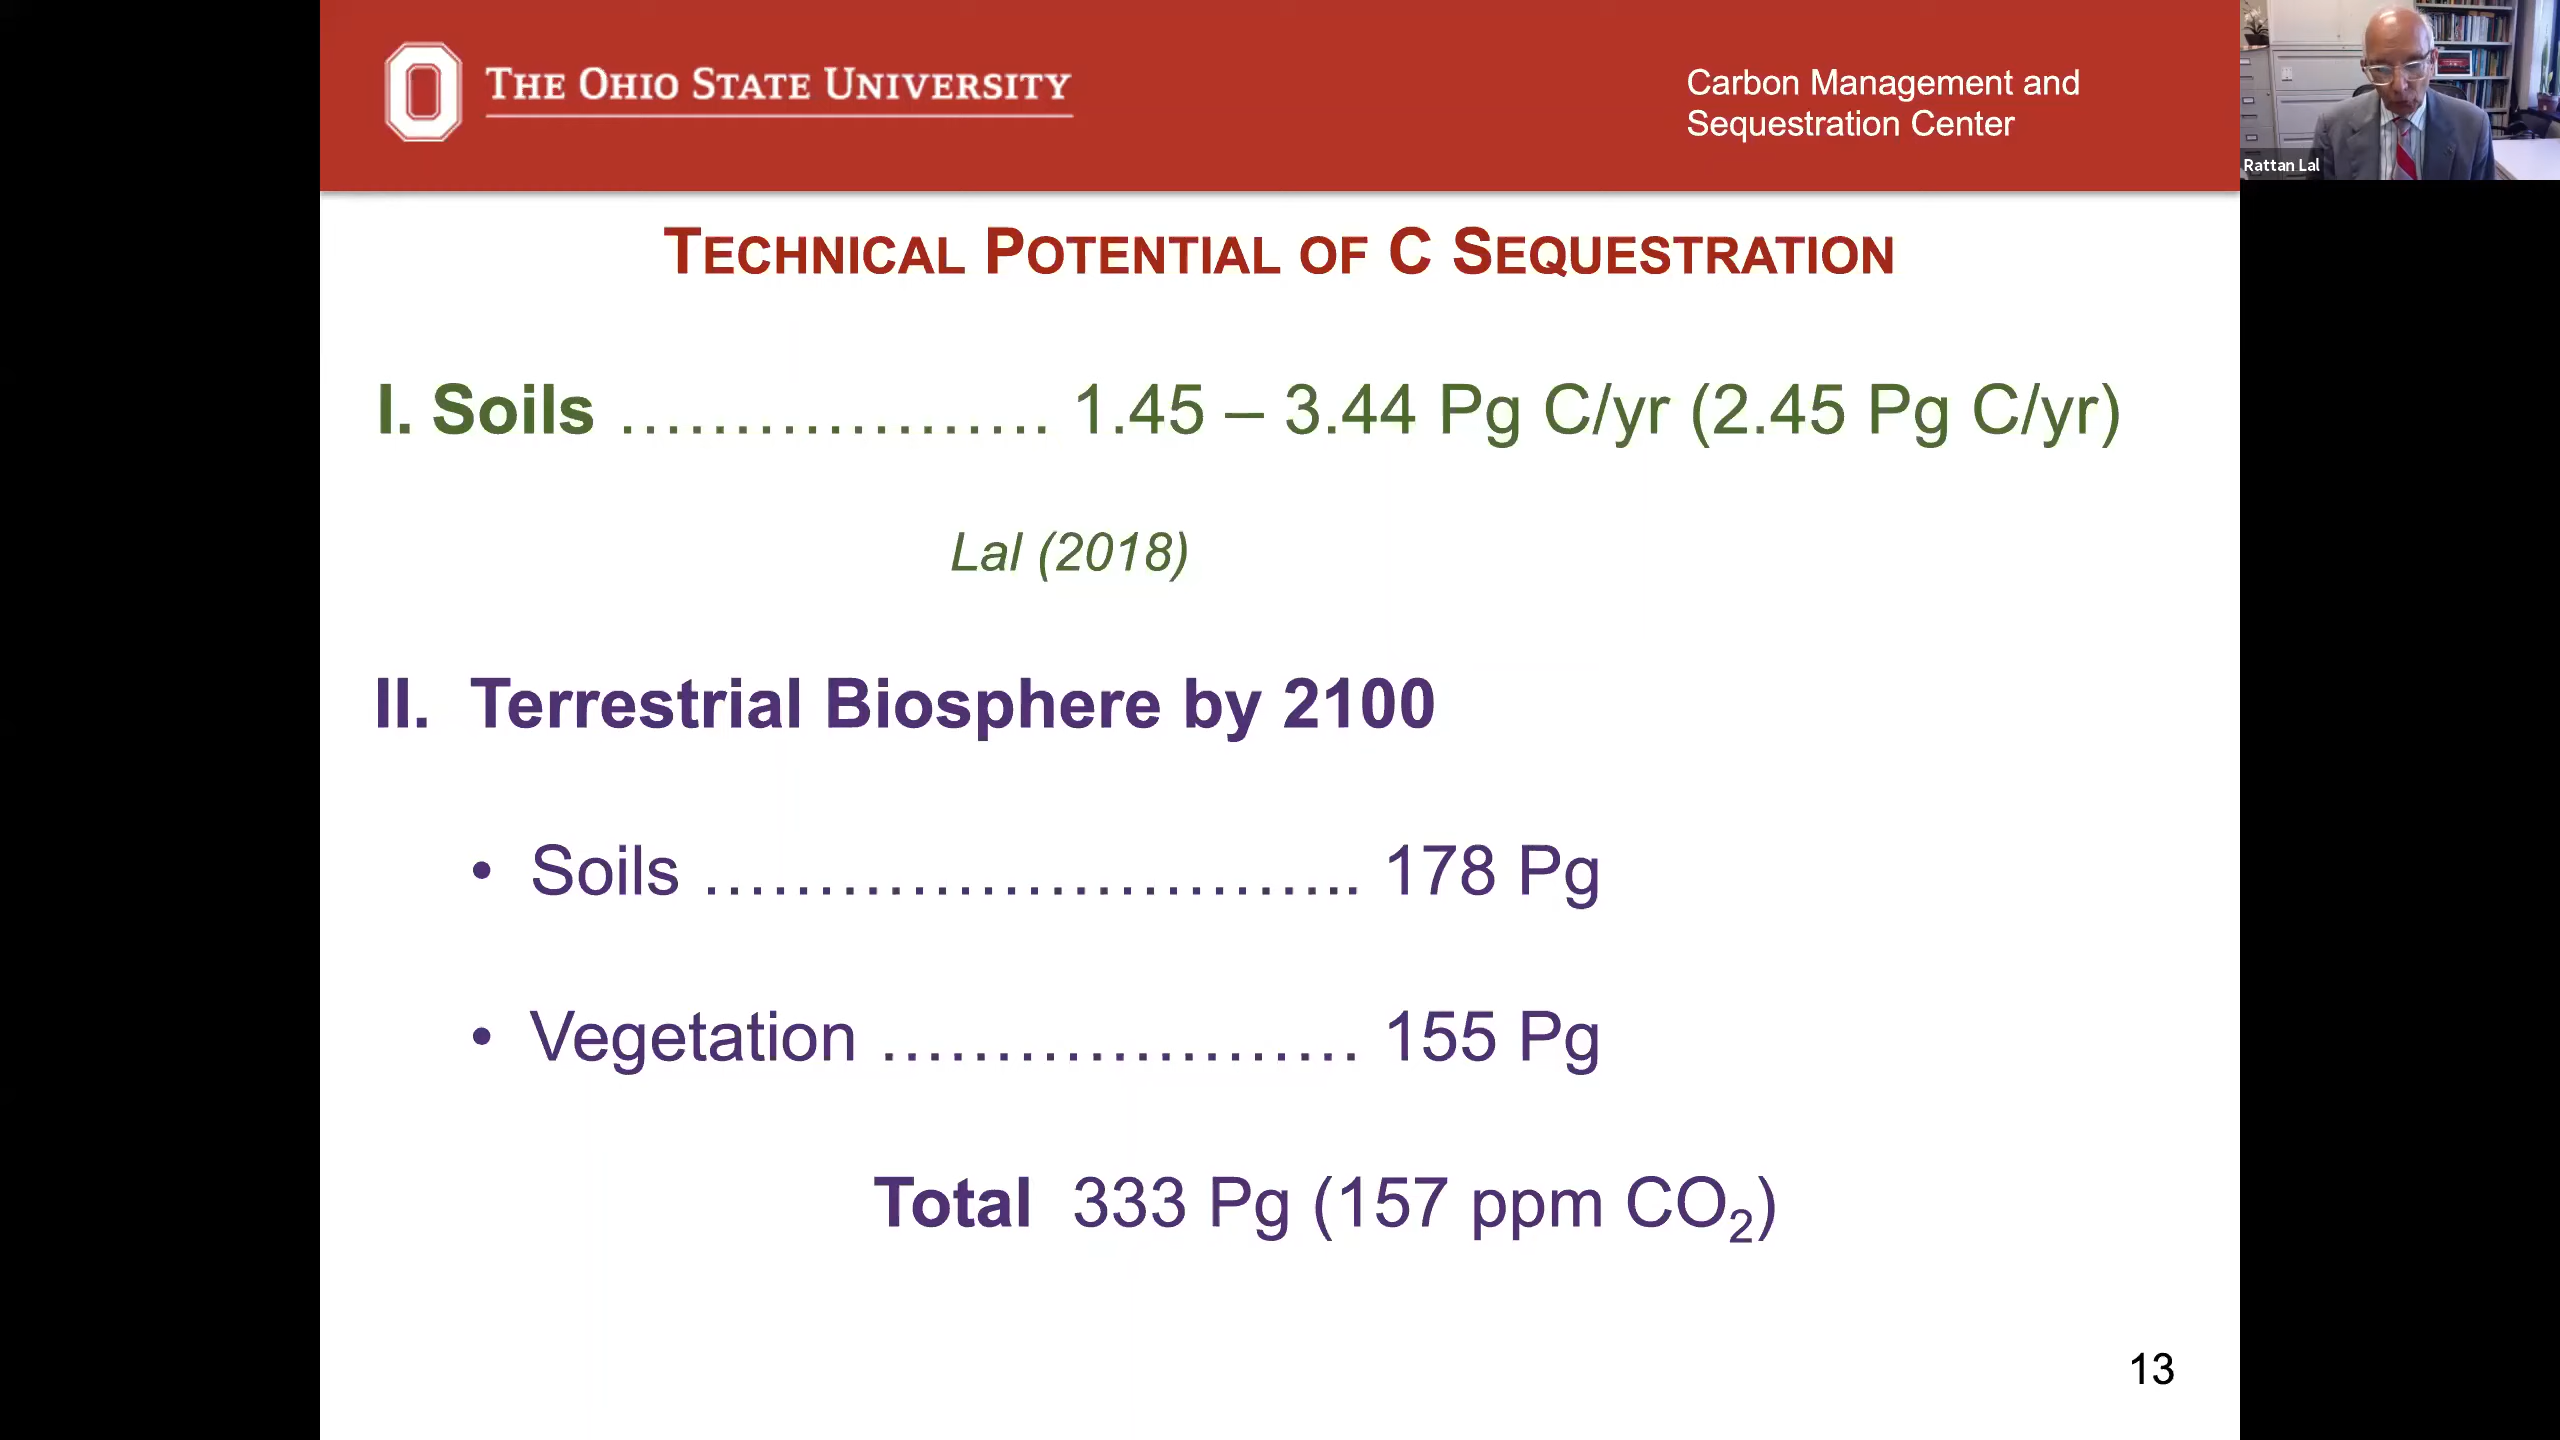 THE OHIO STATE UNIVERSITY
Carbon Management and
Sequestration Center
Rattan Lal
TECHNICAL POTENTIAL OF C SEQUESTRATION
I. Soils ………………… 1.45 – 3.44 Pg C/yr (2.45 Pg C/yr)
Lal (2018)
II. Terrestrial Biosphere by 2100
• Soils ………………………….. 178 Pg
• Vegetation ………………… 155 Pg
Total 333 Pg (157 ppm CO₂)
13